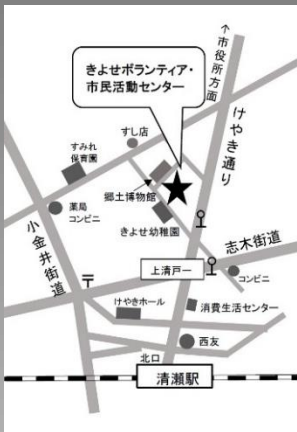 ↑市役所方面
きよせボランティア・
市民活動センター
けやき通り
すし店
すみれ
保育園
郷土博物館
薬局
コンビニ
きよせ幼稚園
小金井街道
志木街道
上清戸一
コンビニ
〒
けやきホール
消費生活センター
西友
北口
清瀬駅